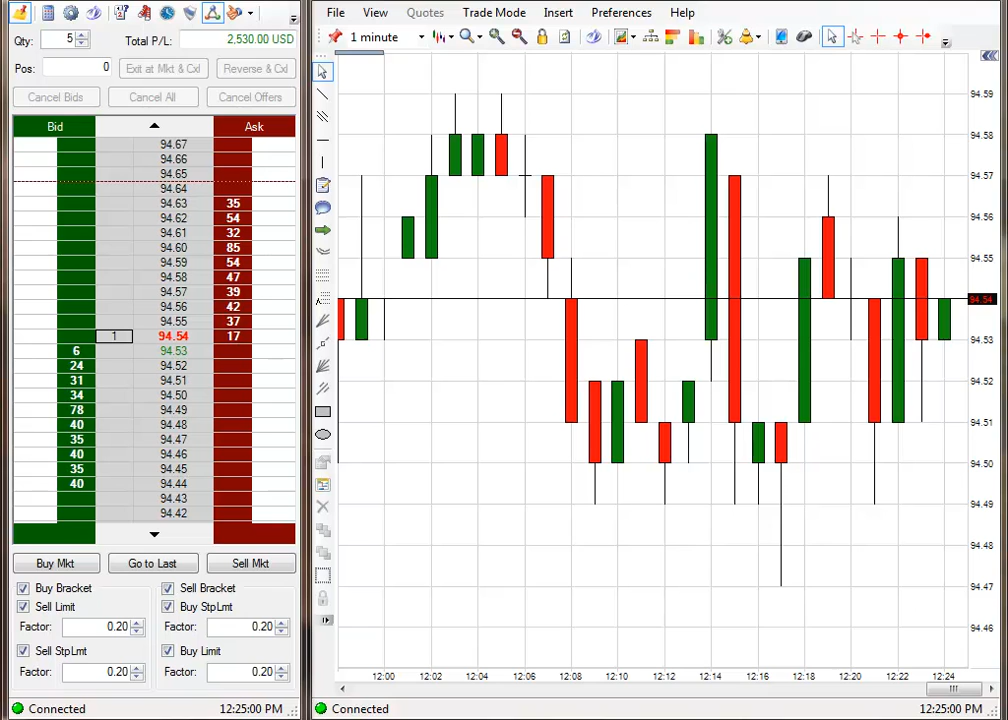 Qty: 5 Total P/L: 2,530.00 USD
Pos: 0 Exit at Mkt & Cxl Reverse & Cxl
Cancel Bids Cancel All Cancel Offers
Bid Ask
94.67
94.66
94.65
94.64
94.63 35
94.62 54
94.61 32
94.60 85
94.59 54
94.58 47
94.57 39
94.56 42
94.55 37
1 94.54 17
6 94.53
24 94.52
31 94.51
34 94.50
78 94.49
40 94.48
35 94.47
40 94.46
35 94.45
40 94.44
94.43
94.42
Buy Mkt Go to Last Sell Mkt
Buy Bracket Sell Bracket
Sell Limit Buy StpLmt
Factor: 0.20 Factor: 0.20
Sell StpLmt Buy Limit
Factor: 0.20 Factor: 0.20
Connected 12:25:00 PM
File View Quotes Trade Mode Insert Preferences Help
1 minute
94.59
94.58
94.57
94.55
94.54
94.53
94.52
94.51
94.50
94.49
94.48
94.47
94.46
12:00 12:02 12:04 12:06 12:08 12:10 12:12 12:14 12:16 12:18 12:20 12:22 12:24
Connected 12:25:00 PM